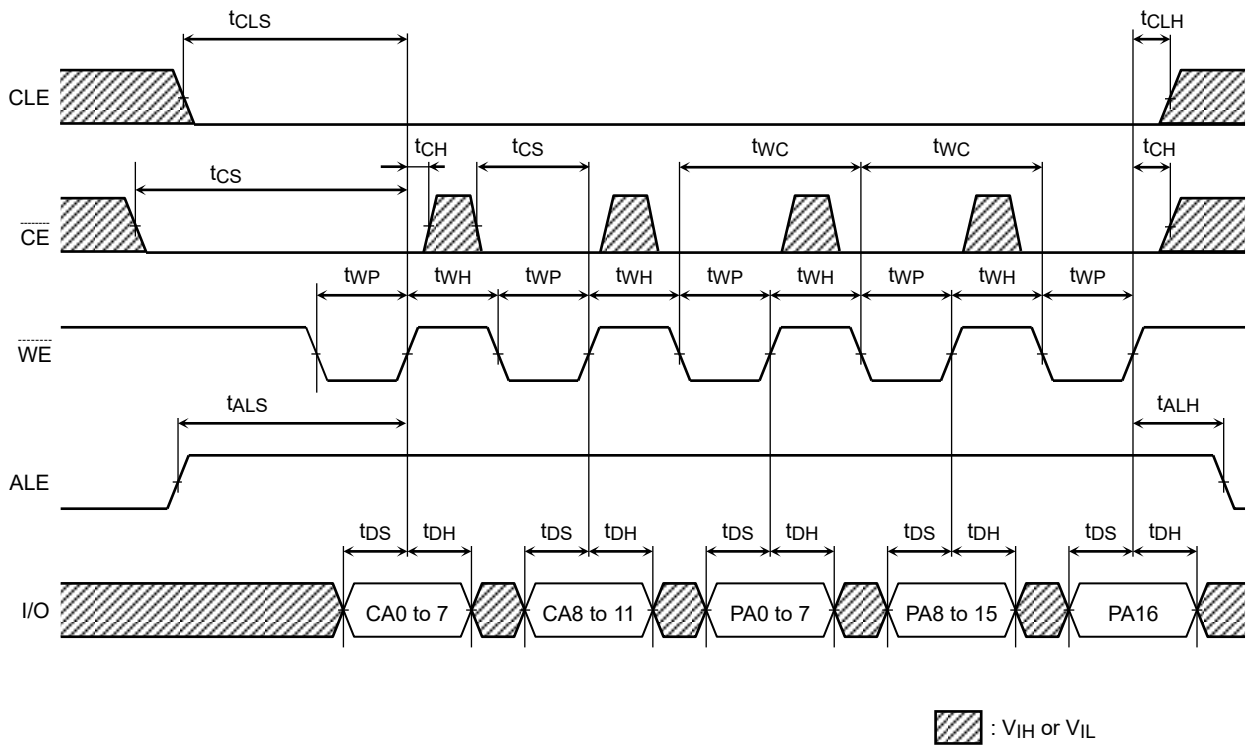 tCLS
tCLH
CLE
tCH
tCS
tWC
tWC
tCH
tCS
CE
tWP
tWH
tWP
tWH
tWP
tWH
tWP
tWH
tWP
WE
tALS
tALH
ALE
tDS
tDH
tDS
tDH
tDS
tDH
tDS
tDH
tDS
tDH
I/O
CA0 to 7
CA8 to 11
PA0 to 7
PA8 to 15
PA16
: VIH or VIL